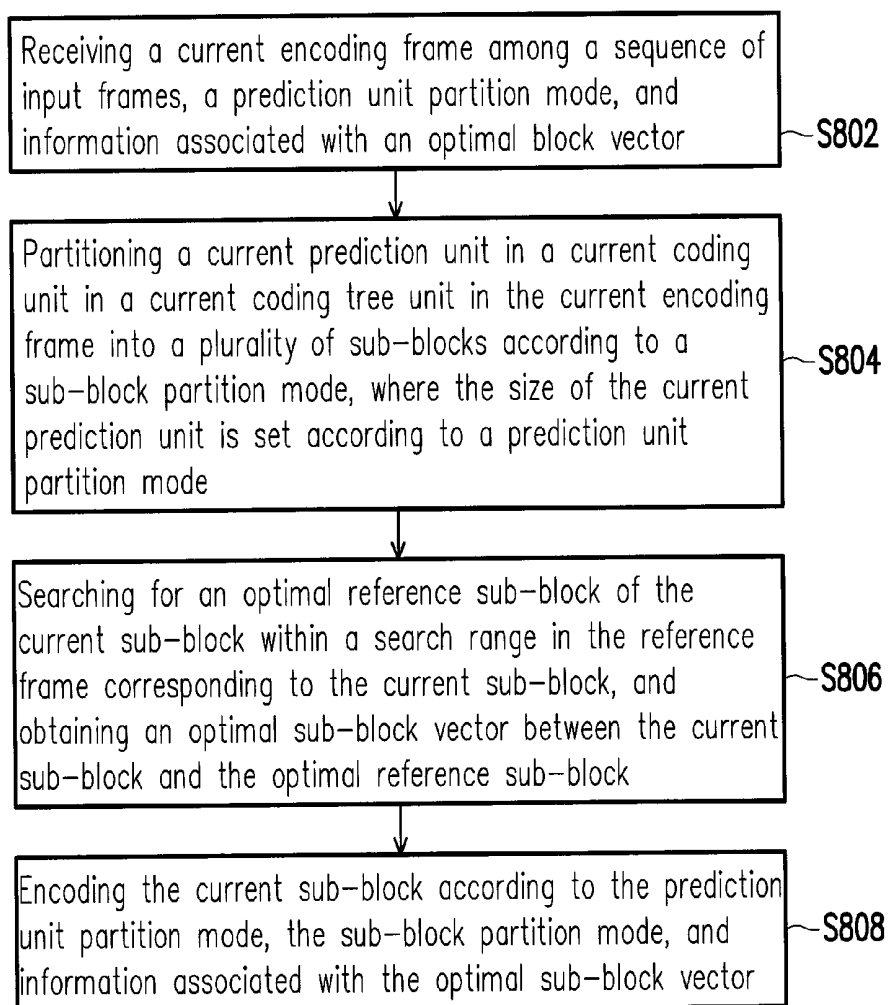 Receiving a current encoding frame among a sequence of
input frames, a prediction unit partition mode, and
information associated with an optimal block vector
S802
Partitioning a current prediction unit in a current coding
unit in a current coding tree unit in the current encoding
frame into a plurality of sub-blocks according to a
sub-block partition mode, where the size of the current
prediction unit is set according to a prediction unit
partition mode
S804
Searching for an optimal reference sub-block of the
current sub-block within a search range in the reference
frame corresponding to the current sub-block, and
obtaining an optimal sub-block vector between the current
sub-block and the optimal reference sub-block
S806
Encoding the current sub-block according to the prediction
unit partition mode, the sub-block partition mode, and
information associated with the optimal sub-block vector
S808